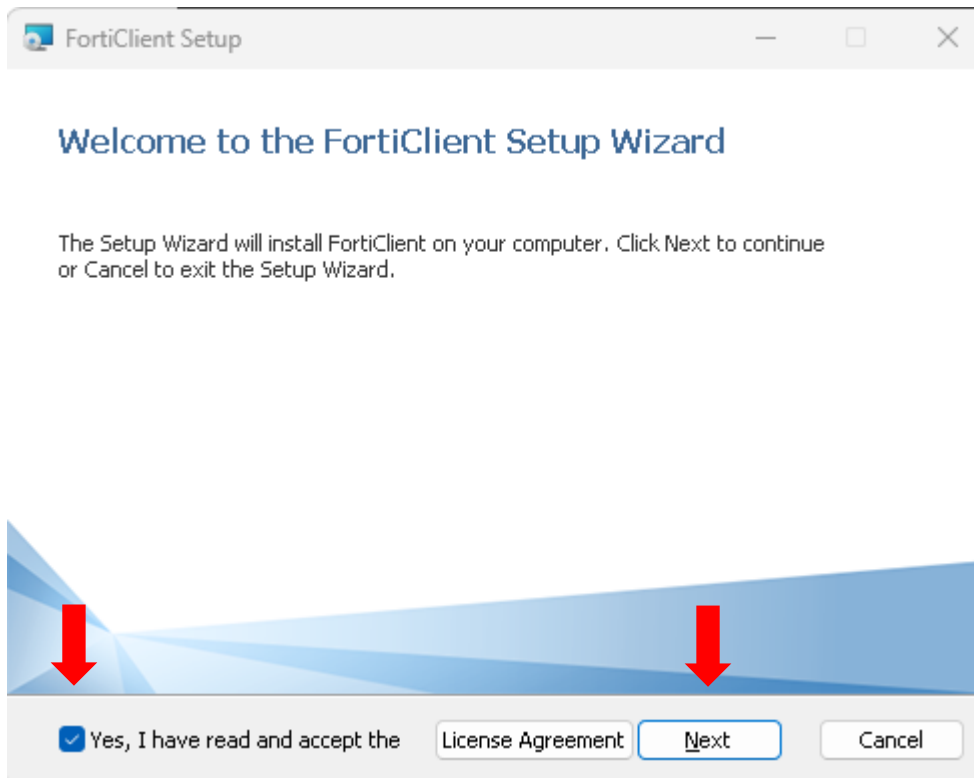 FortiClient Setup
Welcome to the FortiClient Setup Wizard
The Setup Wizard will install FortiClient on your computer. Click Next to continue
or Cancel to exit the Setup Wizard.
Yes, I have read and accept the License Agreement Next Cancel